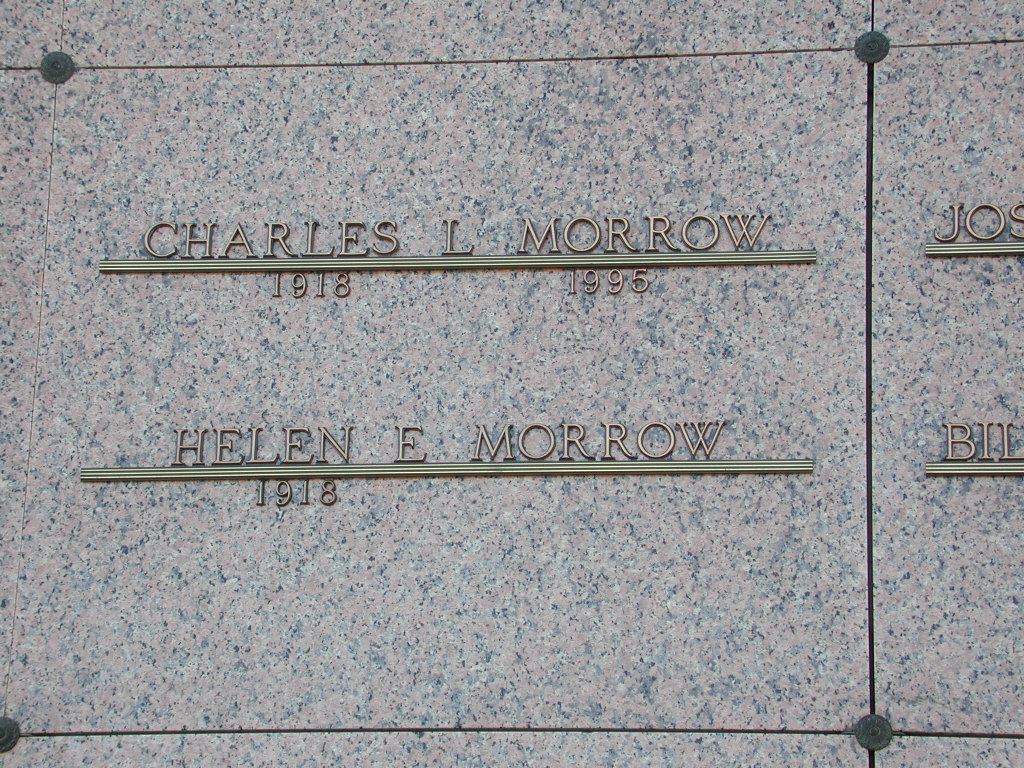 CHARLES L MORROW
1918 1995
HELEN E MORROW
1918